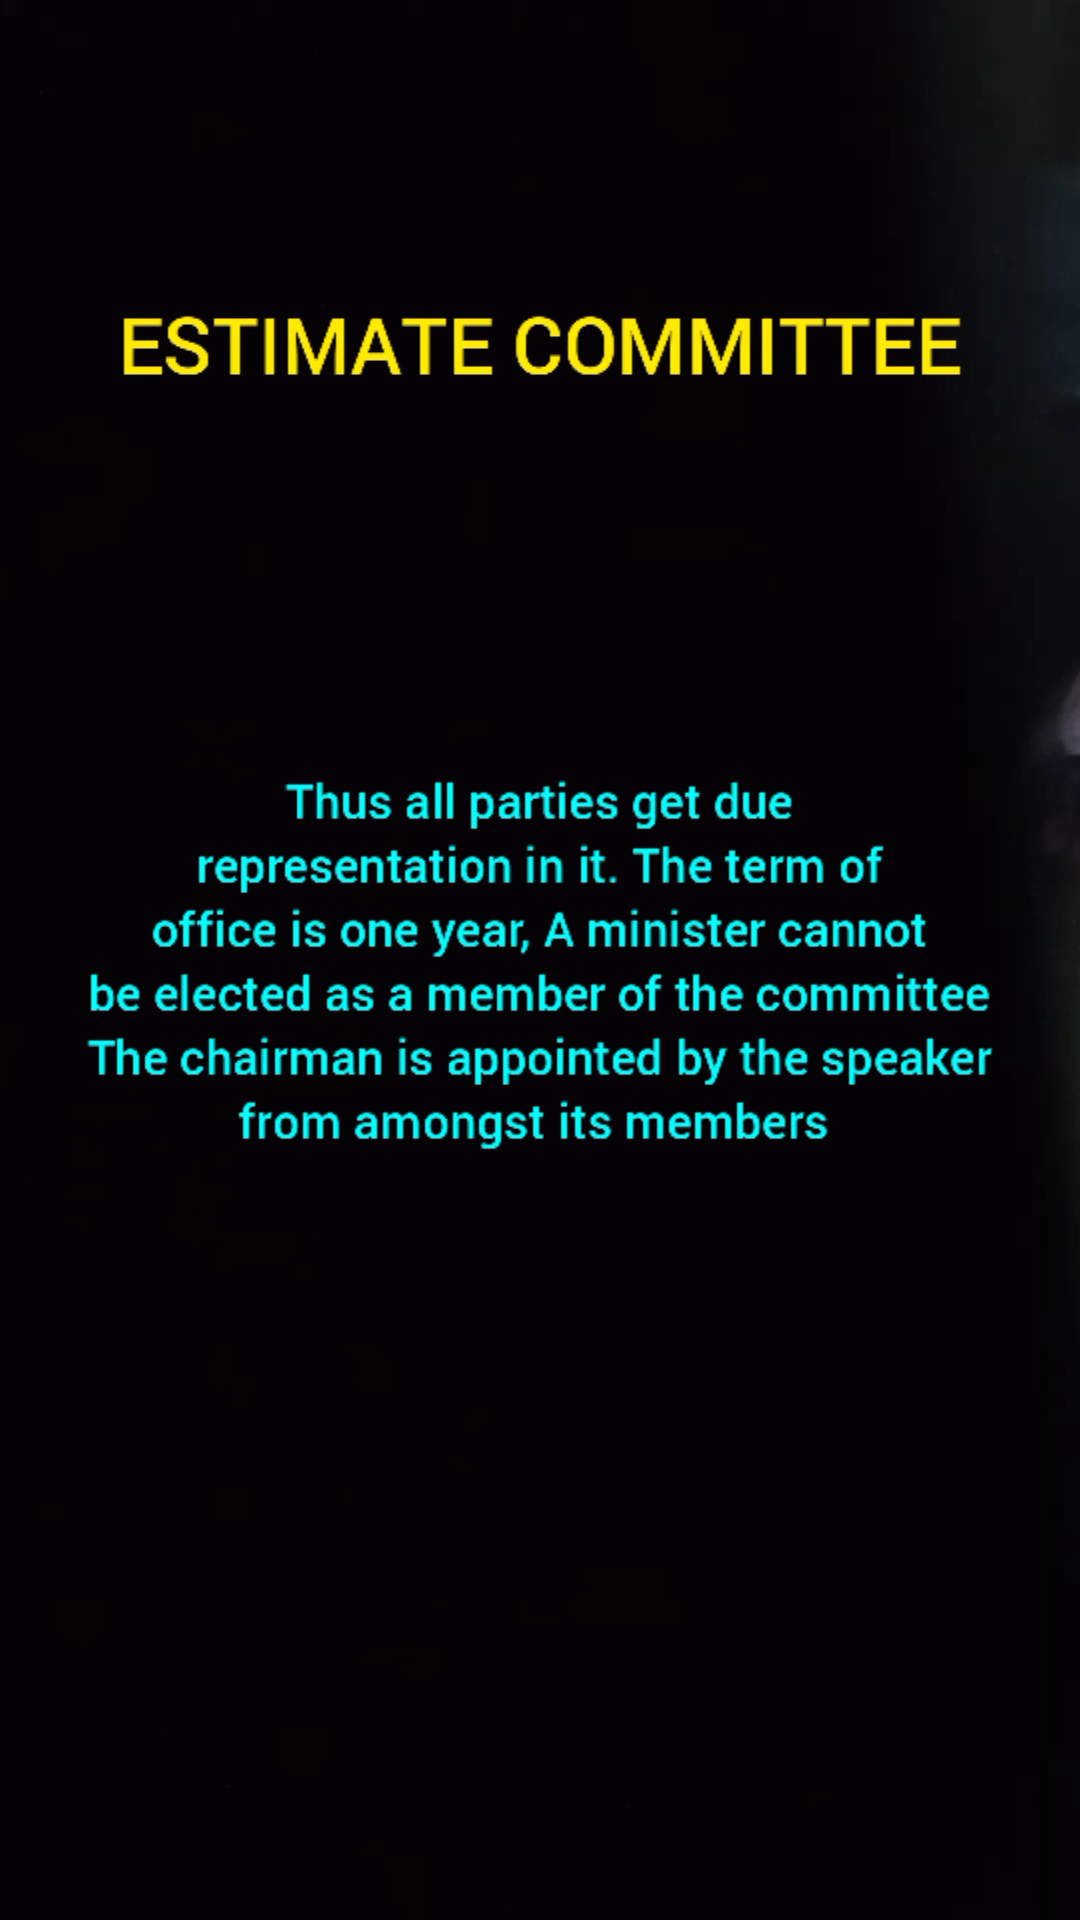 ESTIMATE COMMITTEE
Thus all parties get due
representation in it. The term of
office is one year, A minister cannot
be elected as a member of the committee
The chairman is appointed by the speaker
from amongst its members